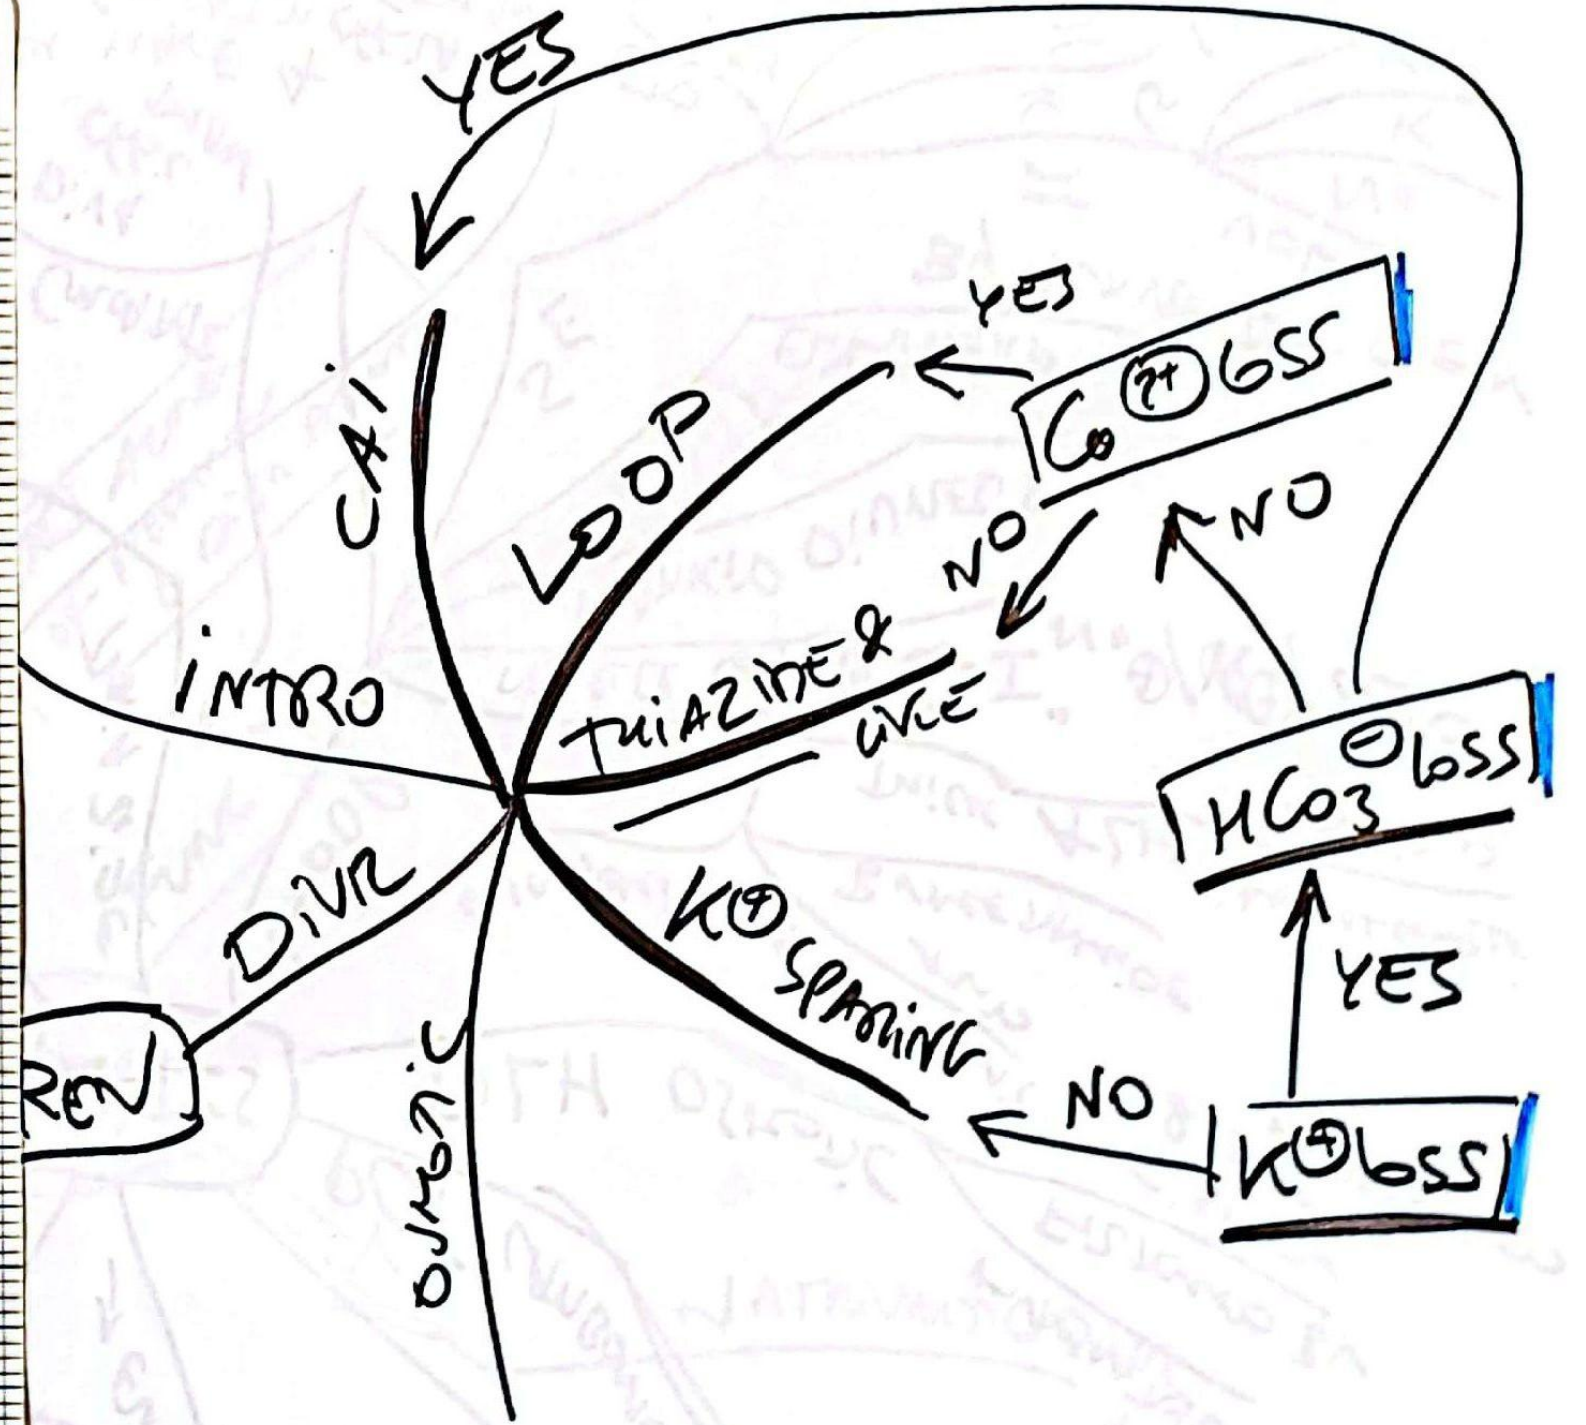 YES
CAI
LOOP
YES
Ca 2+ loss
NO
NO
INTRO
THIAZIDE &
LIKE
HCO3 - loss
DIUR
K+
SPARING
YES
REN
OSMOTIC
NO
K+ loss